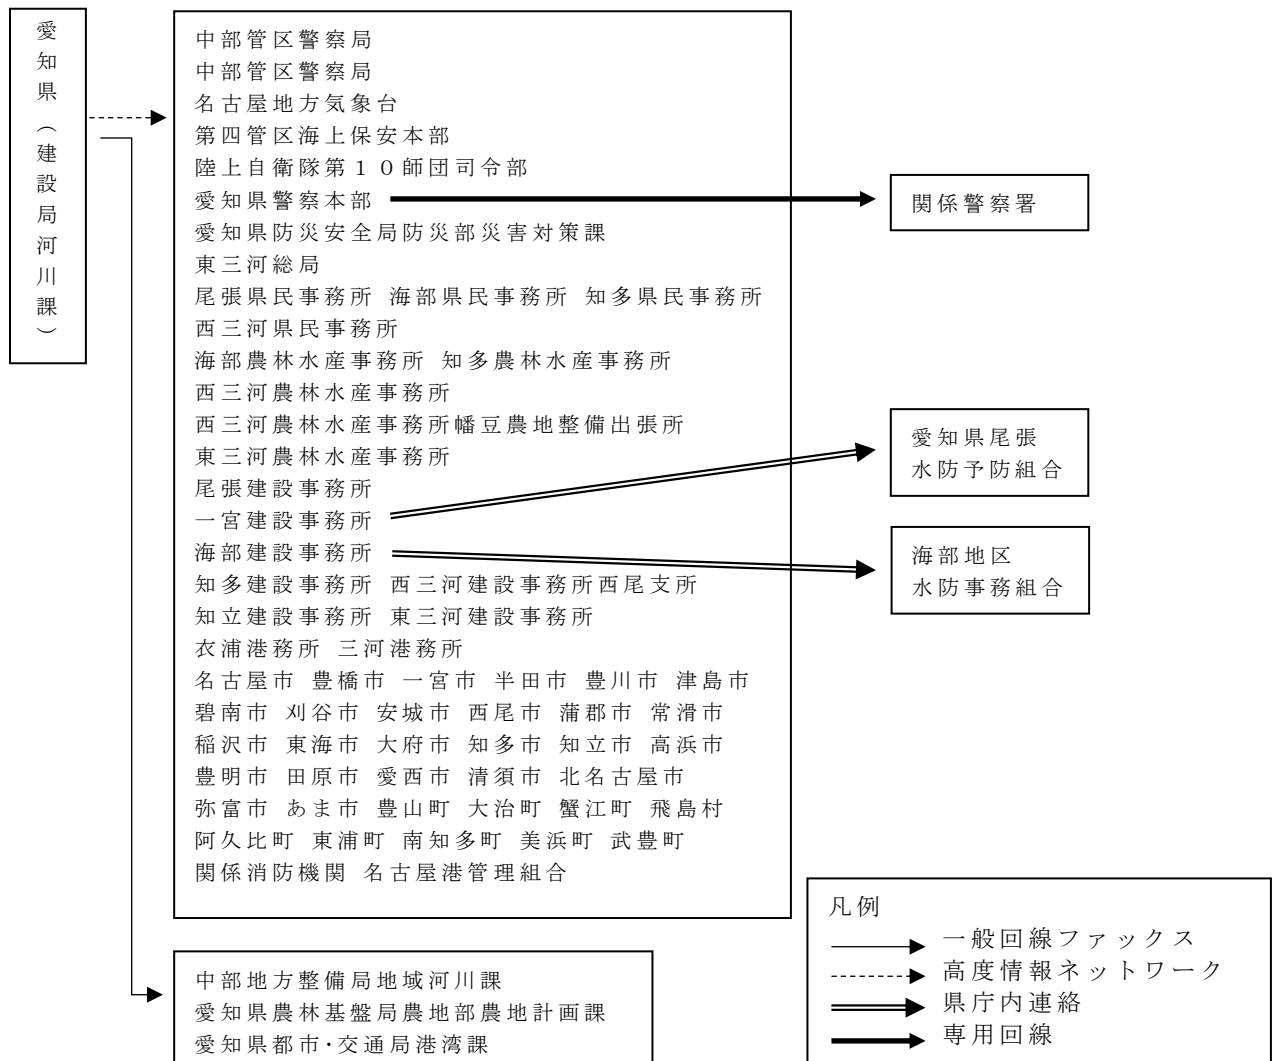 愛知県（建設局河川課）
中部管区警察局
中部管区警察局
名古屋地方気象台
第四管区海上保安本部
陸上自衛隊第１０師団司令部
愛知県警察本部
愛知県防災安全局防災部災害対策課
東三河総局
尾張県民事務所 海部県民事務所 知多県民事務所
西三河県民事務所
海部農林水産事務所 知多農林水産事務所
西三河農林水産事務所
西三河農林水産事務所幡豆農地整備出張所
東三河農林水産事務所
尾張建設事務所
一宮建設事務所
海部建設事務所
知多建設事務所 西三河建設事務所西尾支所
知立建設事務所 東三河建設事務所
衣浦港務所 三河港務所
名古屋市 豊橋市 一宮市 半田市 豊川市 津島市
碧南市 刈谷市 安城市 西尾市 蒲郡市 常滑市
稲沢市 東海市 大府市 知多市 知立市 高浜市
豊明市 田原市 愛西市 清須市 北名古屋市
弥富市 あま市 豊山町 大治町 蟹江町 飛島村
阿久比町 東浦町 南知多町 美浜町 武豊町
関係消防機関 名古屋港管理組合
関係警察署
愛知県尾張
水防予防組合
海部地区
水防事務組合
中部地方整備局地域河川課
愛知県農林基盤局農地部農地計画課
愛知県都市・交通局港湾課
凡例
一般回線ファックス
高度情報ネットワーク
県庁内連絡
専用回線